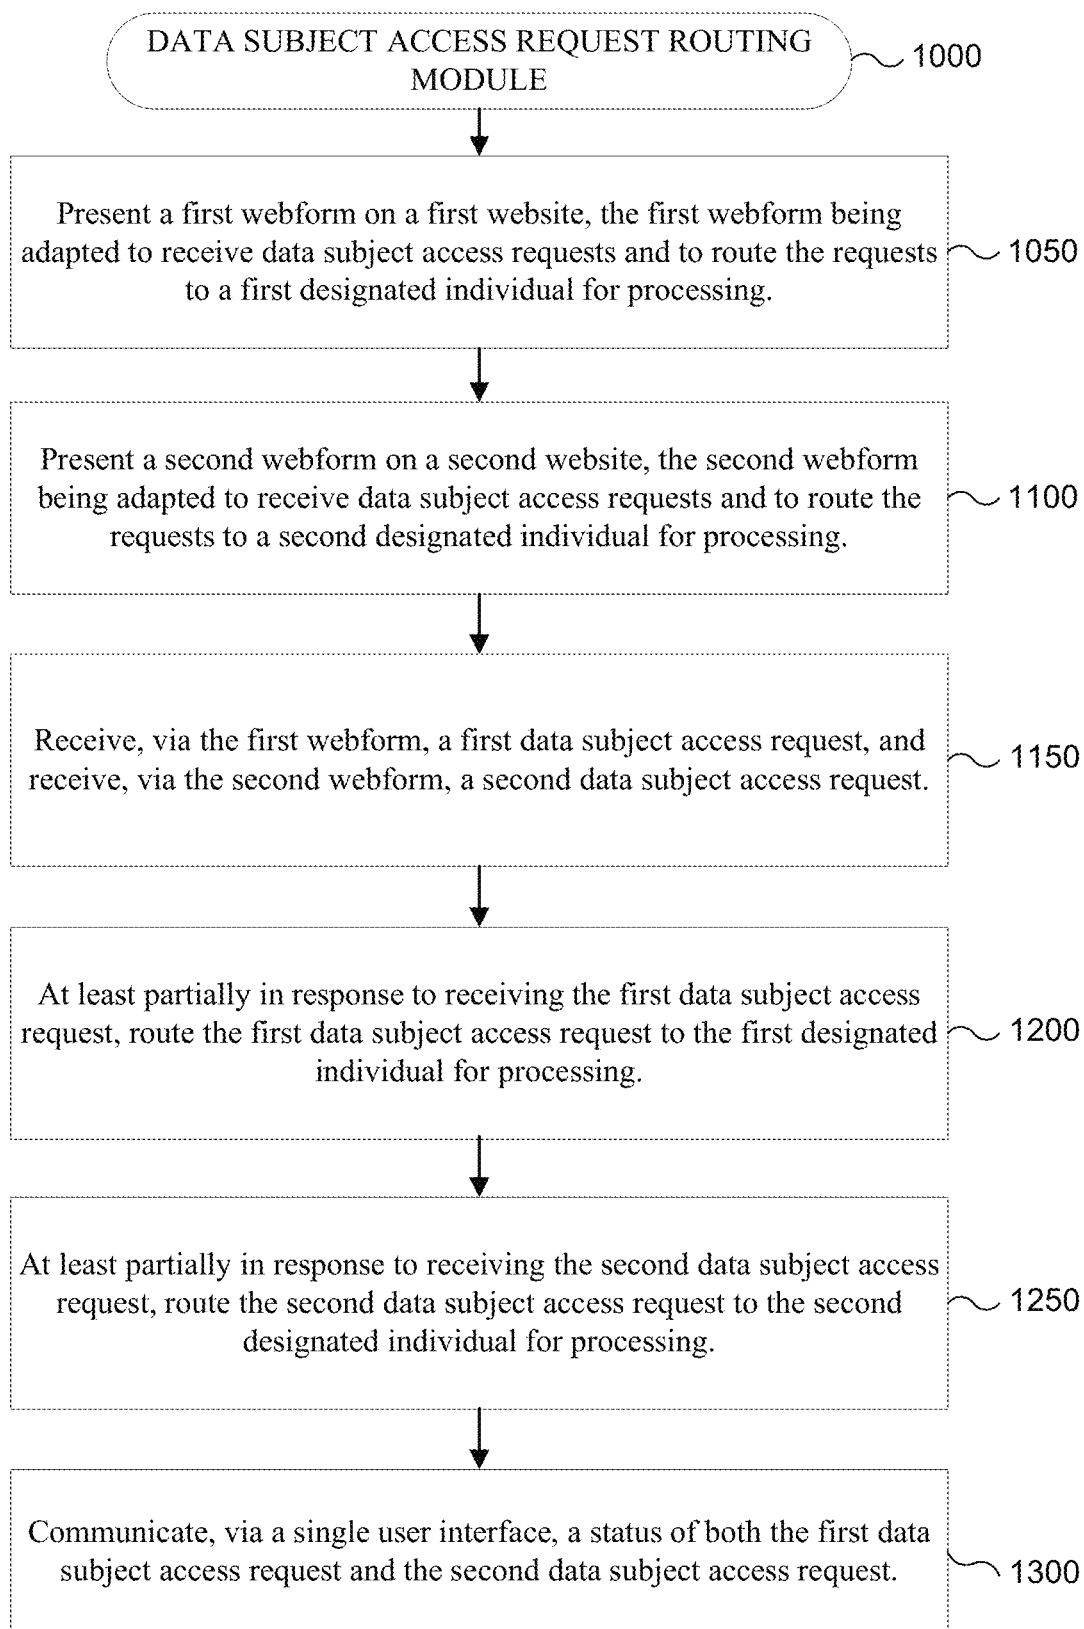 DATA SUBJECT ACCESS REQUEST ROUTING
MODULE
1000
Present a first webform on a first website, the first webform being
adapted to receive data subject access requests and to route the requests
to a first designated individual for processing.
1050
Present a second webform on a second website, the second webform
being adapted to receive data subject access requests and to route the
requests to a second designated individual for processing.
1100
Receive, via the first webform, a first data subject access request, and
receive, via the second webform, a second data subject access request.
1150
At least partially in response to receiving the first data subject access
request, route the first data subject access request to the first designated
individual for processing.
1200
At least partially in response to receiving the second data subject access
request, route the second data subject access request to the second
designated individual for processing.
1250
Communicate, via a single user interface, a status of both the first data
subject access request and the second data subject access request.
1300